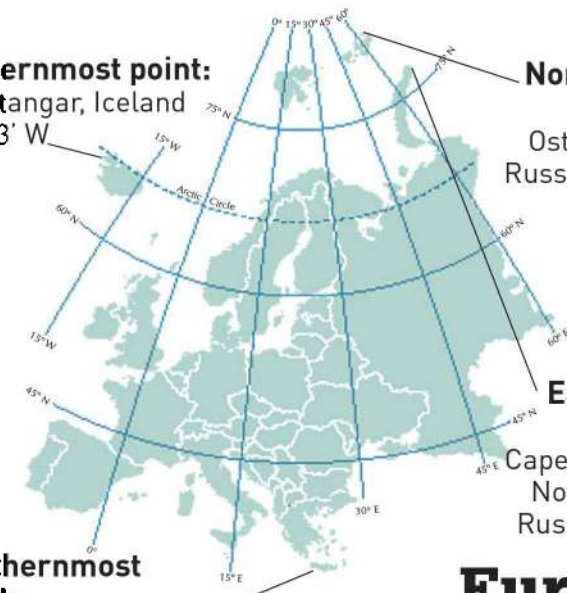 0° 15° 30° 45° 60°
ernmost point:
tangar, Iceland
3' W
Nor
Ost
Russ
75° N
75° N
15° W
Arctic Circle
60° N
60° N
15° W
60° E
E
45° N
45° N
45° E
Cape
No
Russ
30° E
0°
15° E
hernmost
Eur